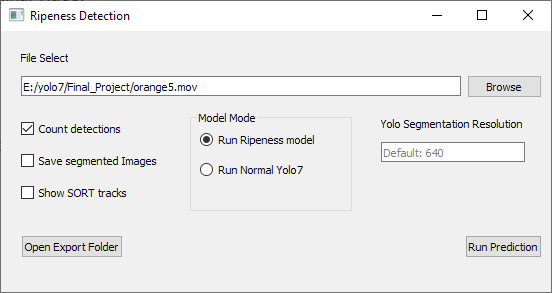 Ripeness Detection
File Select
E:/yolo7/Final_Project/orange5.mov
Browse
Count detections
Save segmented Images
Show SORT tracks
Model Mode
Run Ripeness model
Run Normal Yolo7
Yolo Segmentation Resolution
Default: 640
Open Export Folder
Run Prediction